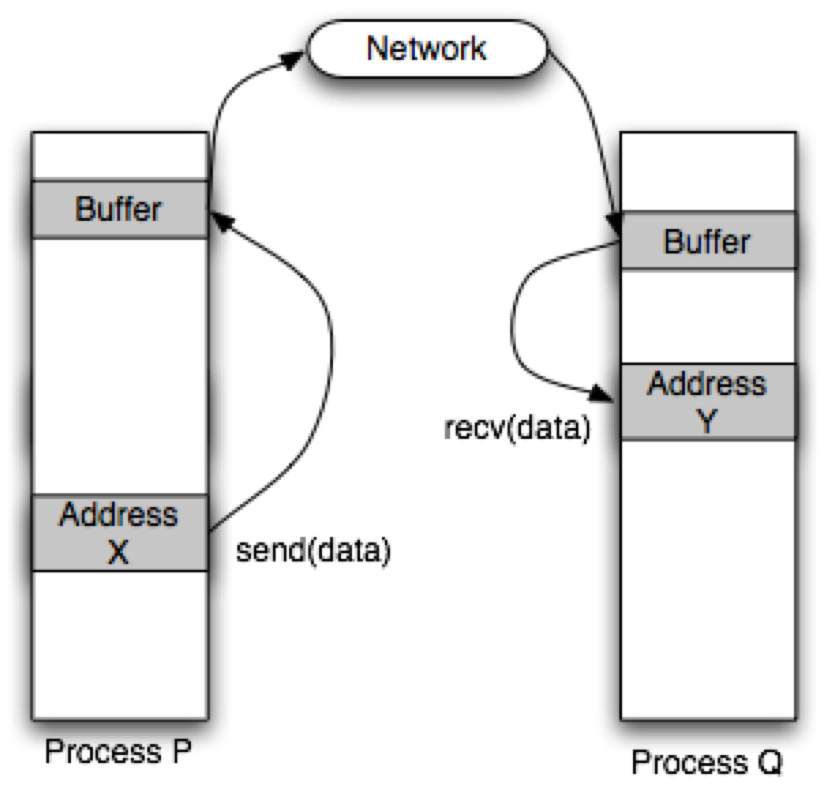 Network
Buffer
Buffer
Address
Y
recv(data)
Address
X
send(data)
Process P
Process Q